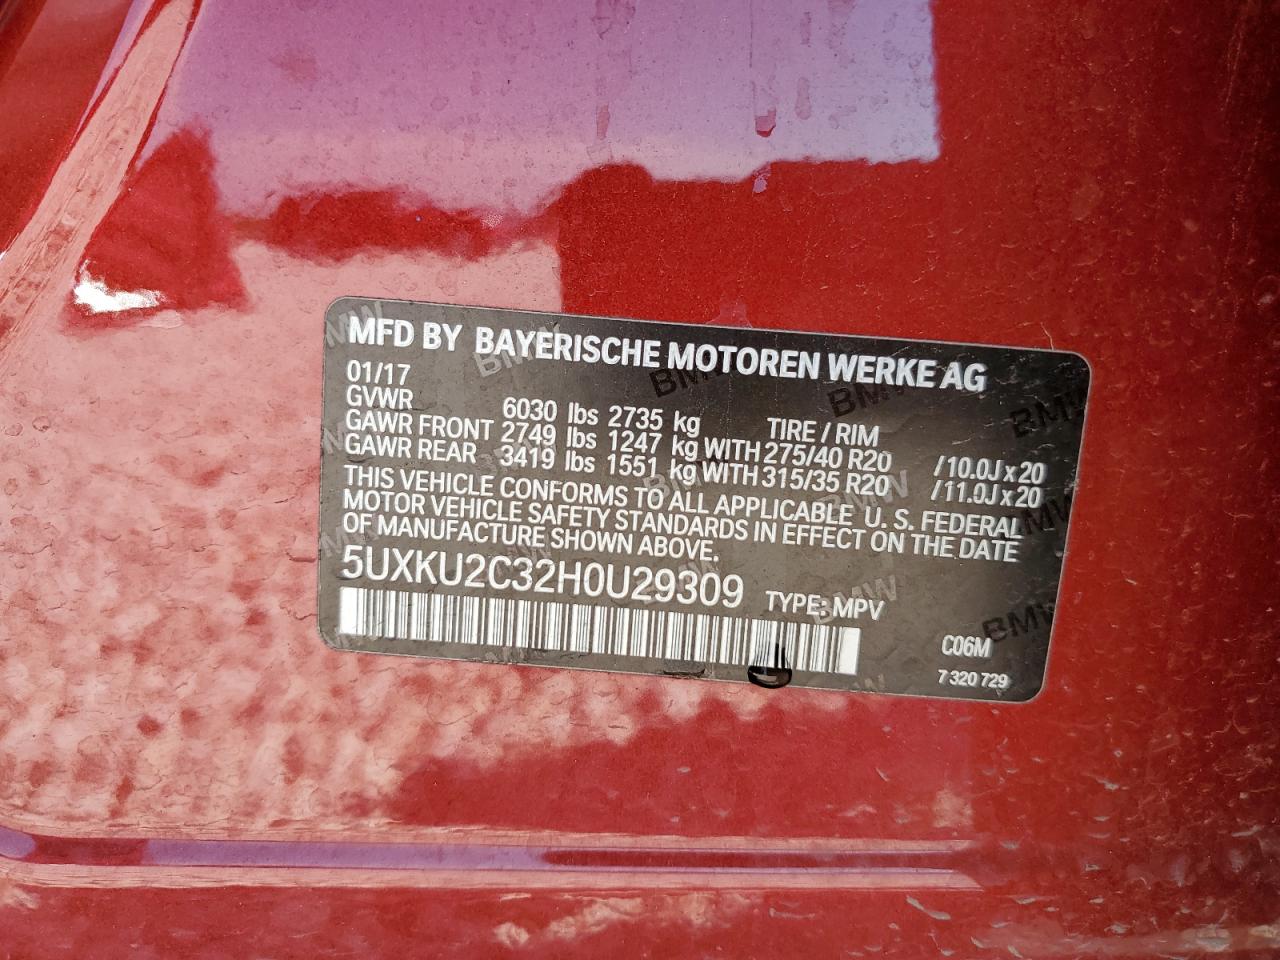 MFD BY BAYERISCHE MOTOREN WERKE AG
01/17
GVWR 6030 lbs 2735 kg TIRE / RIM
GAWR FRONT 2749 lbs 1247 kg WITH 275/40 R20 /10.0J x 20
GAWR REAR 3419 lbs 1551 kg WITH 315/35 R20 /11.0J x 20
THIS VEHICLE CONFORMS TO ALL APPLICABLE U. S. FEDERAL
MOTOR VEHICLE SAFETY STANDARDS IN EFFECT ON THE DATE
OF MANUFACTURE SHOWN ABOVE.
5UXKU2C32H0U29309 TYPE: MPV
C06M
7 320 729